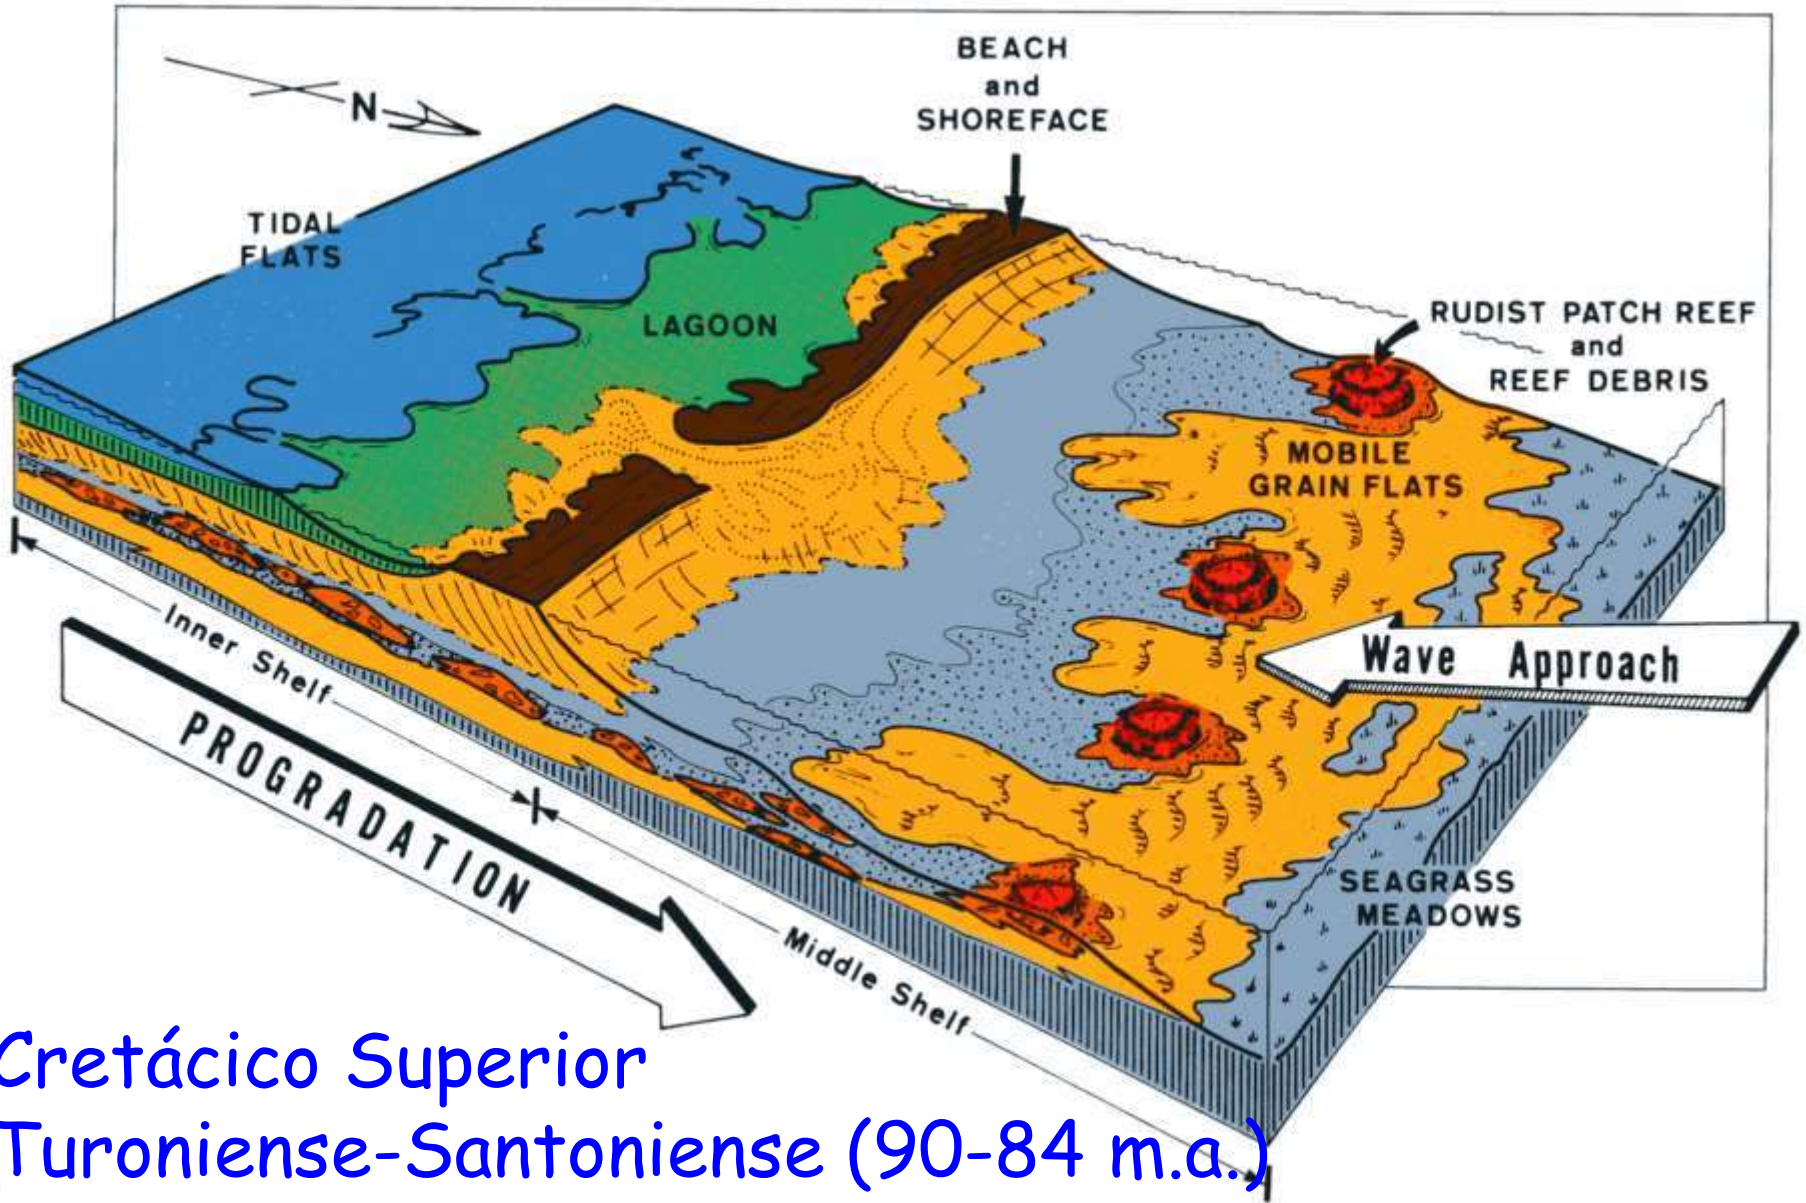 BEACH
and
SHOREFACE
N
TIDAL
FLATS
LAGOON
RUDIST PATCH REEF
and
REEF DEBRIS
MOBILE
GRAIN FLATS
Wave Approach
Inner Shelf
PROGRADATION
SEAGRASS
MEADOWS
Middle Shelf
Cretácico Superior
Turoniense-Santoniense (90-84 m.a.)